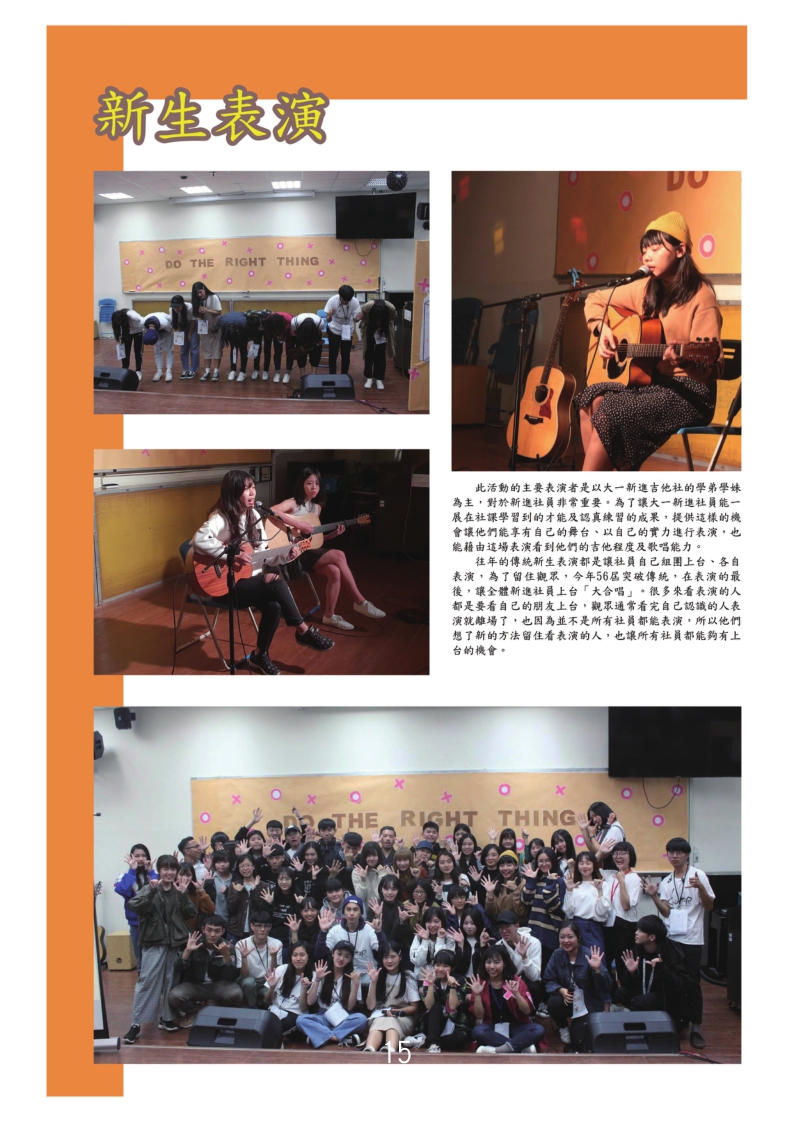 新生表演
DO THE RIGHT THING
DO
此活動的主要表演者是以大一新進吉他社的學弟學妹
為主，對於新進社員非常重要。為了讓大一新進社員能一
展在社課學習到的才能及認真練習的成果，提供這樣的機
會讓他們能享有自己的舞台、以自己的實力進行表演，也
能藉由這場表演看到他們的吉他程度及歌唱能力。
往年的傳統新生表演都是讓社員自己組團上台、各自
表演，為了留住觀眾，今年56屆突破傳統，在表演的最
後，讓全體新進社員上台「大合唱」。很多來看表演的人
都是要看自己的朋友上台，觀眾通常看完自己認識的人表
演就離場了，也因為並不是所有社員都能表演，所以他們
想了新的方法留住看表演的人，也讓所有社員都能夠有上
台的機會。
DO THE RIGHT THING
15